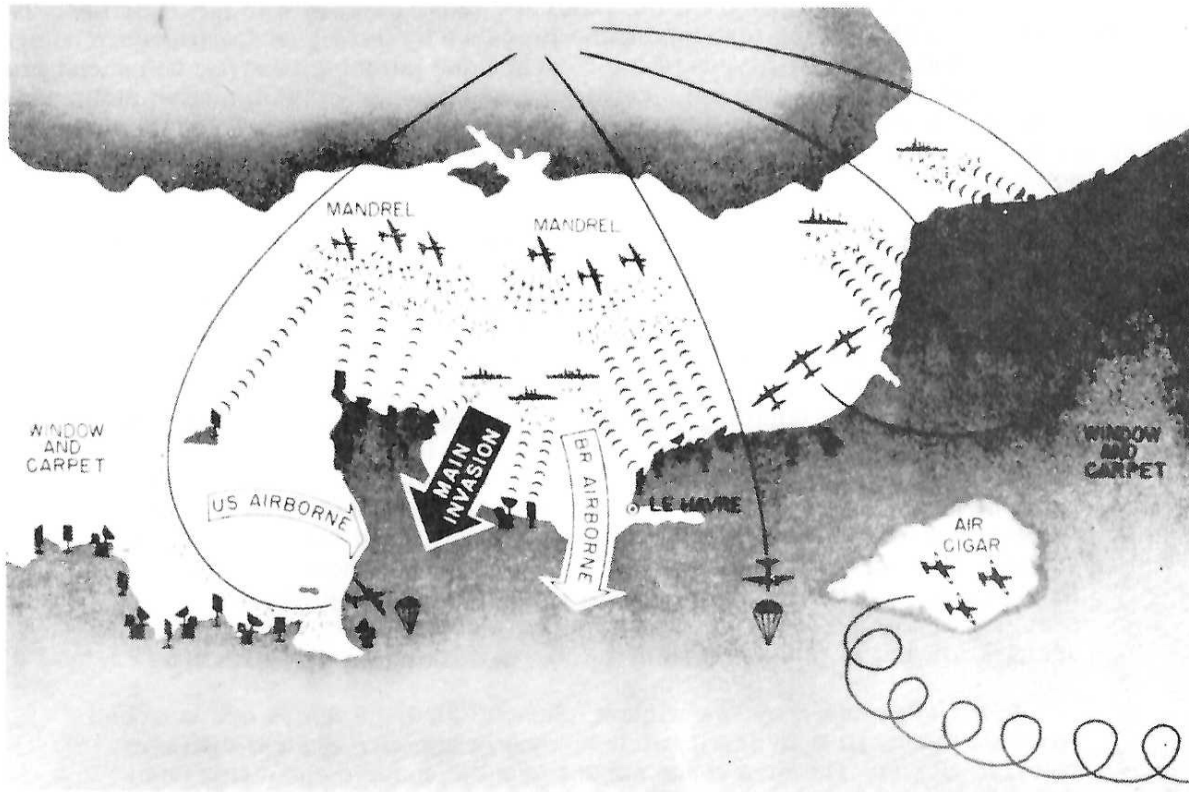 MANDREL
MANDREL
WINDOW
AND
CARPET
US AIRBORNE
MAIN
INVASION
BR AIRBORNE
LE HAVRE
WINDOW
AND
CARPET
AIR
CIGAR